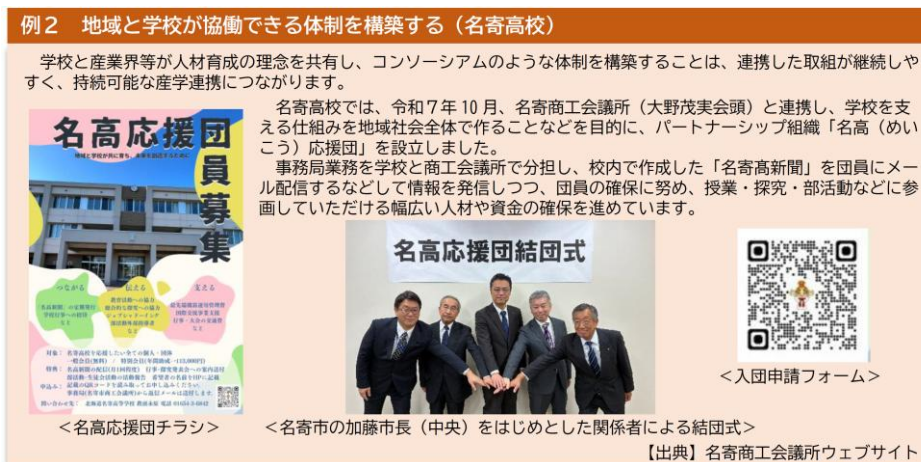 例2　地域と学校が協働できる体制を構築する（名寄高校）
　学校と産業界等が人材育成の理念を共有し、コンソーシアムのような体制を構築することは、連携した取組が継続しや
すく、持続可能な産学連携につながります。
　名寄高校では、令和７年10月、名寄商工会議所（大野茂実会頭）と連携し、学校を支
える仕組みを地域社会全体で作ることなどを目的に、パートナーシップ組織「名高（めい
こう）応援団」を設立しました。
　事務局業務を学校と商工会議所で分担し、校内で作成した「名寄髙新聞」を団員にメー
ル配信するなどして情報を発信しつつ、団員の確保に努め、授業・探究・部活動などに参
画していただける幅広い人材や資金の確保を進めています。
名高応援団
員募集
つながる
伝える
支える
名高応援団結団式
＜入団申請フォーム＞
＜名高応援団チラシ＞
＜名寄市の加藤市長（中央）をはじめとした関係者による結団式＞
【出典】名寄商工会議所ウェブサイト